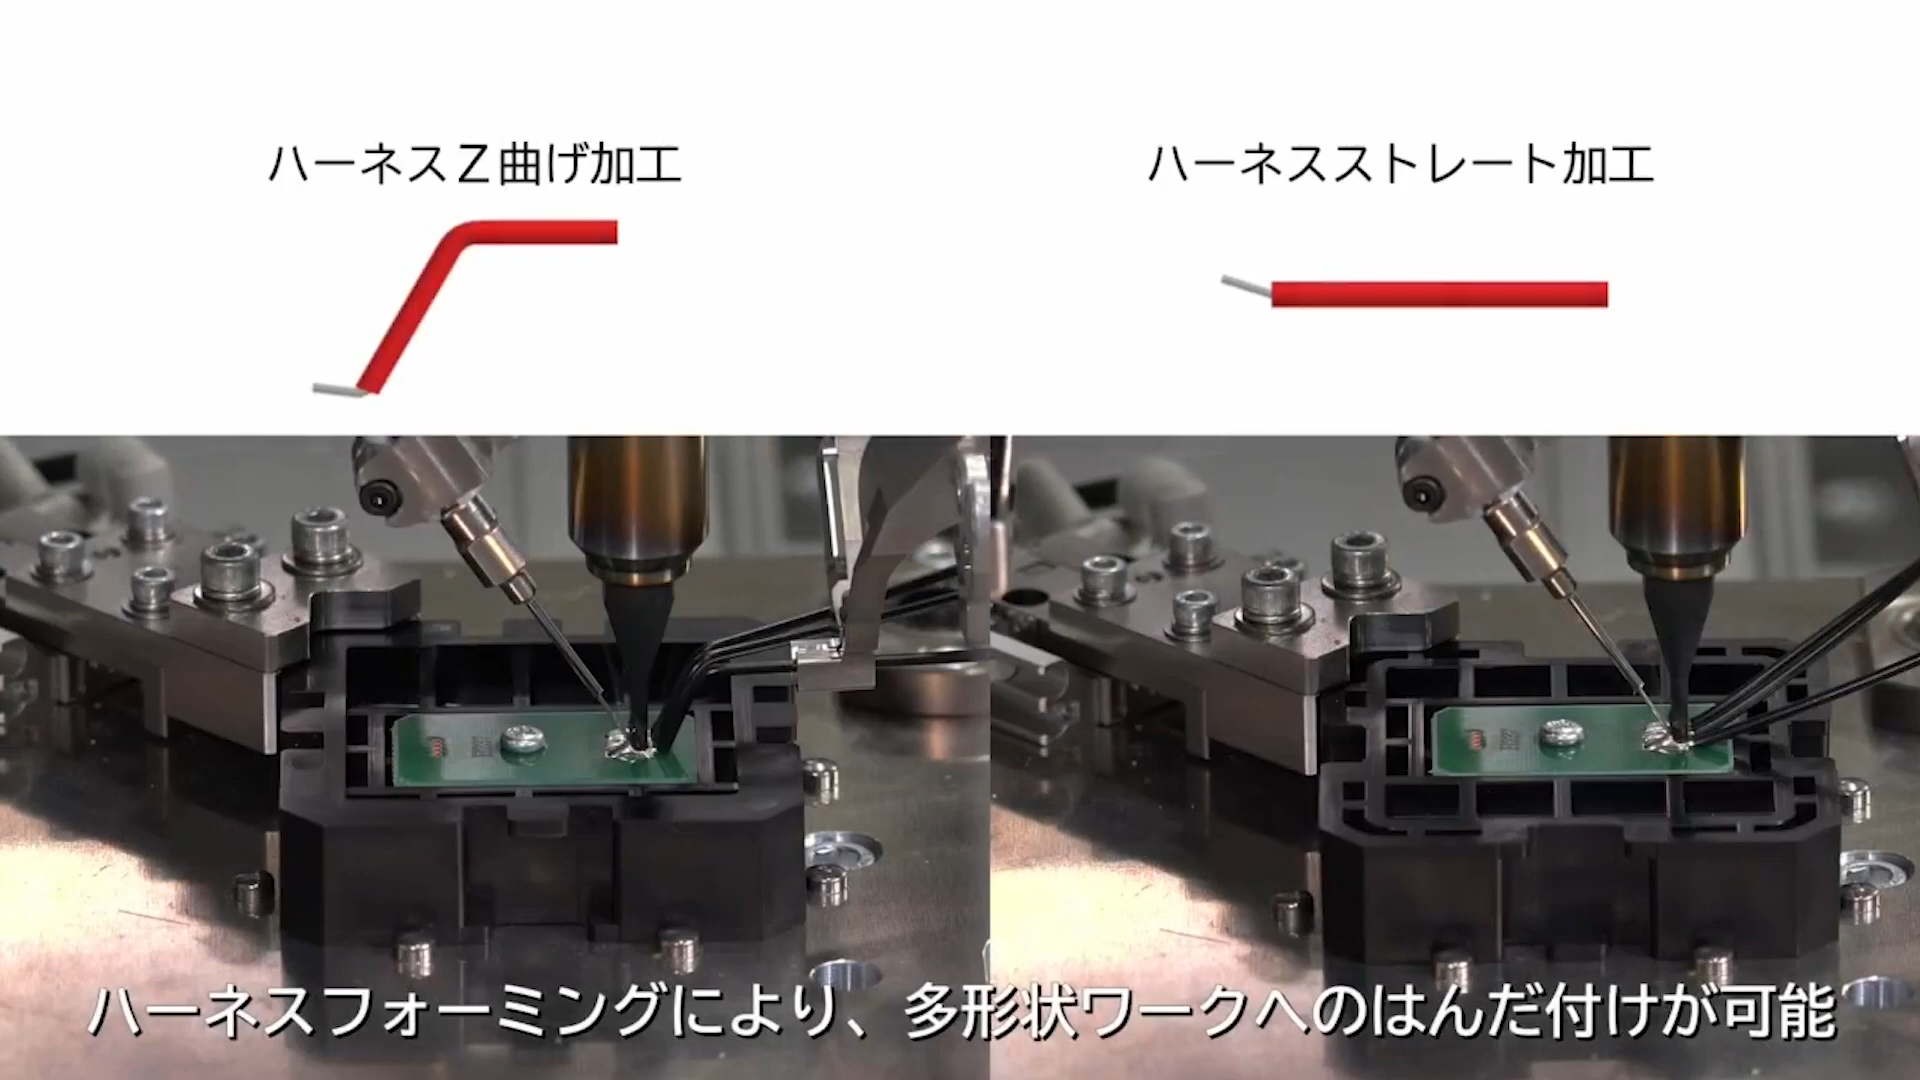 ハーネスZ曲げ加工
ハーネスストレート加工
ハーネスフォーミングにより、多形状ワークへのはんだ付けが可能